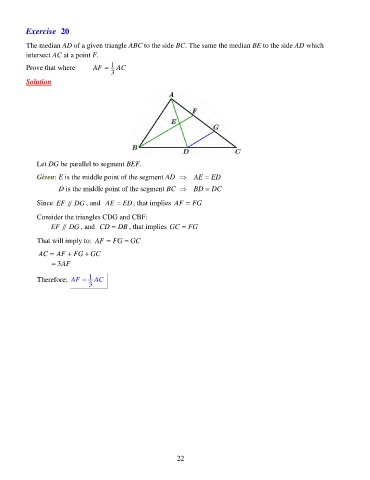 Exercise 20
The median AD of a given triangle ABC to the side BC. The same the median BE to the side AD which
intersect AC at a point F.
Prove that where AF = 1/3 AC
Solution
A
F
E
G
B
D
C
Let DG be parallel to segment BEF.
Given: E is the middle point of the segment AD ⇒ AE = ED
D is the middle point of the segment BC ⇒ BD = DC
Since EF // DG, and AE = ED, that implies AF = FG
Consider the triangles CDG and CBF:
EF // DG, and CD = DB, that implies GC = FG
That will imply to: AF = FG = GC
AC = AF + FG + GC
= 3AF
Therefore; AF = 1/3 AC
22